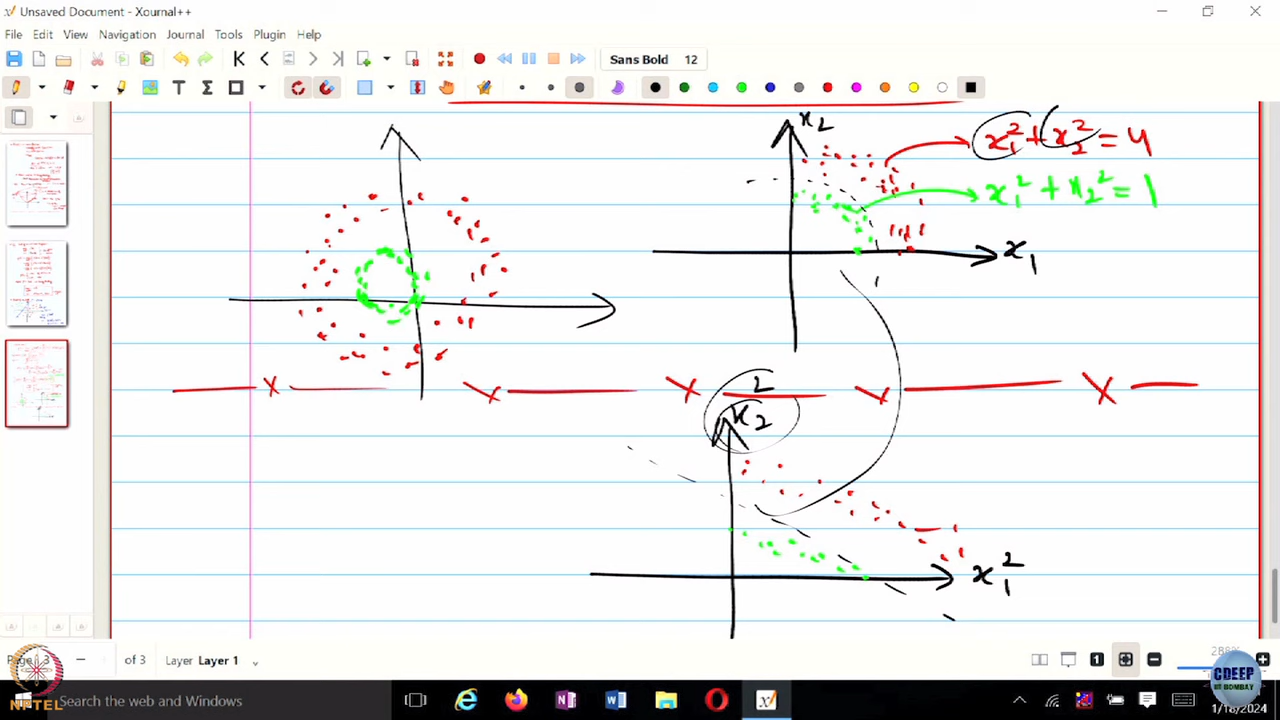 Unsaved Document - Xournal++
File Edit View Navigation Journal Tools Plugin Help
Sans Bold 12
x₂
x₁² + x₂² = 4
x₁² + x₂² = 1
x₁
x₂²
x₁²
of 3 Layer Layer 1
288%
Search the web and Windows
NPTEL
CDEEP
IIT BOMBAY
1/18/2024